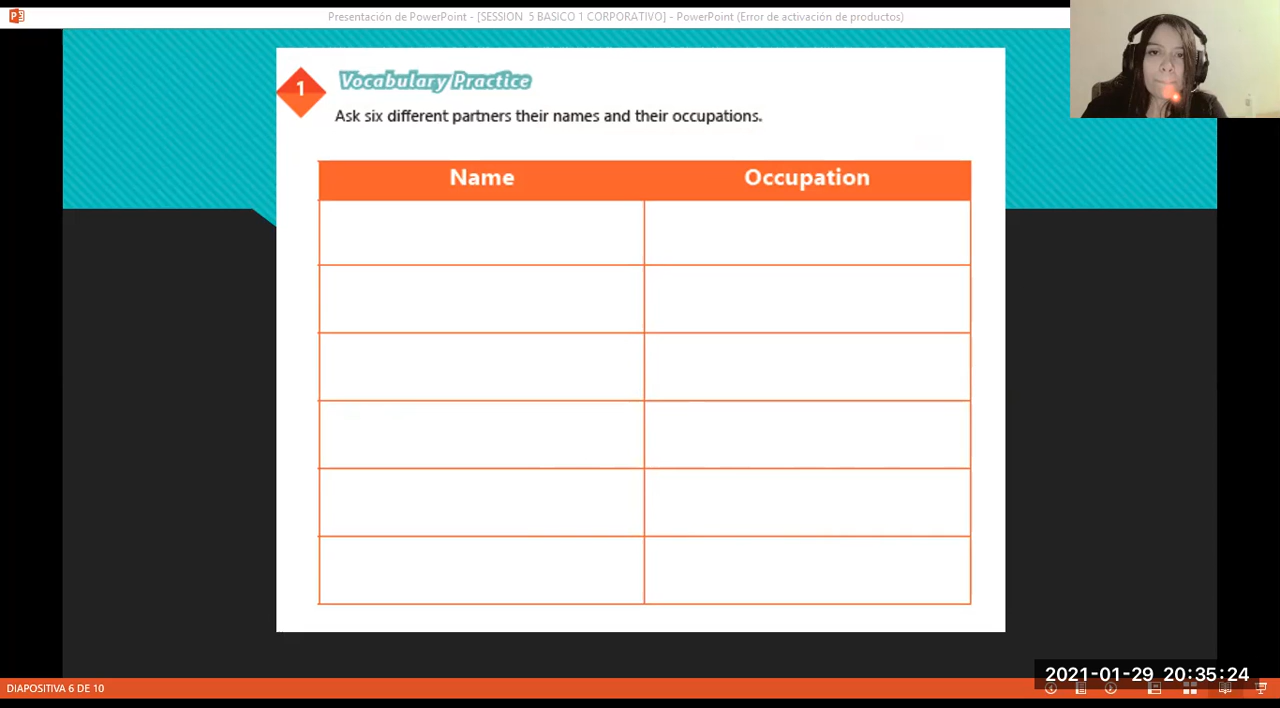 Presentación de PowerPoint - [SESSION 5 BASICO 1 CORPORATIVO] - PowerPoint (Error de activación de productos)
1
Vocabulary Practice
Ask six different partners their names and their occupations.
Name Occupation
2021-01-29 20:35:24
DIAPOSITIVA 6 DE 10